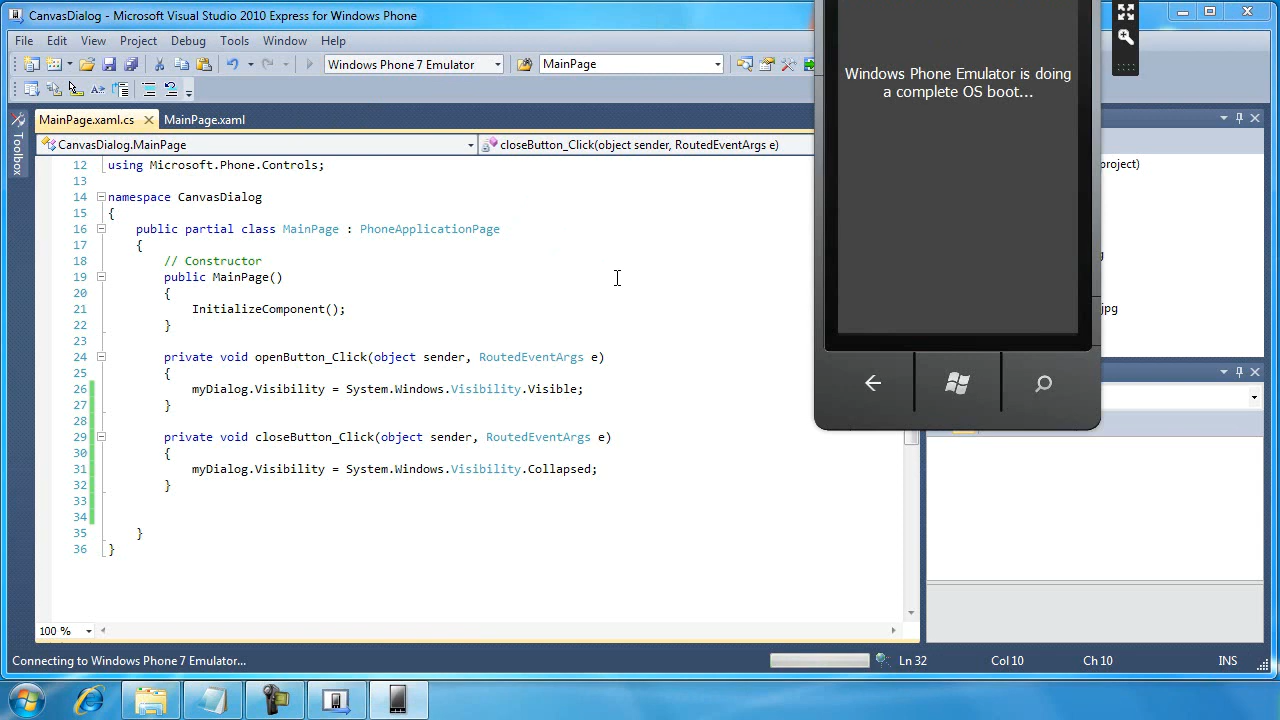 CanvasDialog - Microsoft Visual Studio 2010 Express for Windows Phone
File Edit View Project Debug Tools Window Help
Windows Phone 7 Emulator MainPage
MainPage.xaml.cs MainPage.xaml
CanvasDialog.MainPage closeButton_Click(object sender, RoutedEventArgs e)
Toolbox
12 using Microsoft.Phone.Controls;
13
14 namespace CanvasDialog
15 {
16 public partial class MainPage : PhoneApplicationPage
17 {
18 // Constructor
19 public MainPage()
20 {
21 InitializeComponent();
22 }
23
24 private void openButton_Click(object sender, RoutedEventArgs e)
25 {
26 myDialog.Visibility = System.Windows.Visibility.Visible;
27 }
28
29 private void closeButton_Click(object sender, RoutedEventArgs e)
30 {
31 myDialog.Visibility = System.Windows.Visibility.Collapsed;
32 }
33
34
35 }
36 }
100 %
Windows Phone Emulator is doing
a complete OS boot...
project)
jpg
Connecting to Windows Phone 7 Emulator... Ln 32 Col 10 Ch 10 INS